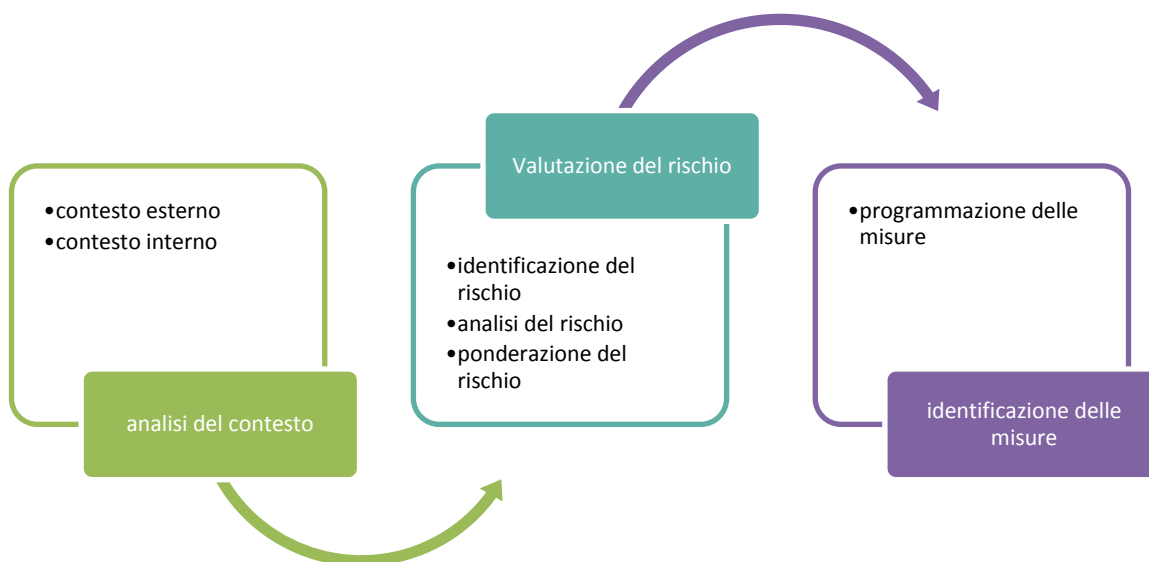 •contesto esterno
•contesto interno
analisi del contesto
Valutazione del rischio
•identificazione del
rischio
•analisi del rischio
•ponderazione del
rischio
•programmazione delle
misure
identificazione delle
misure